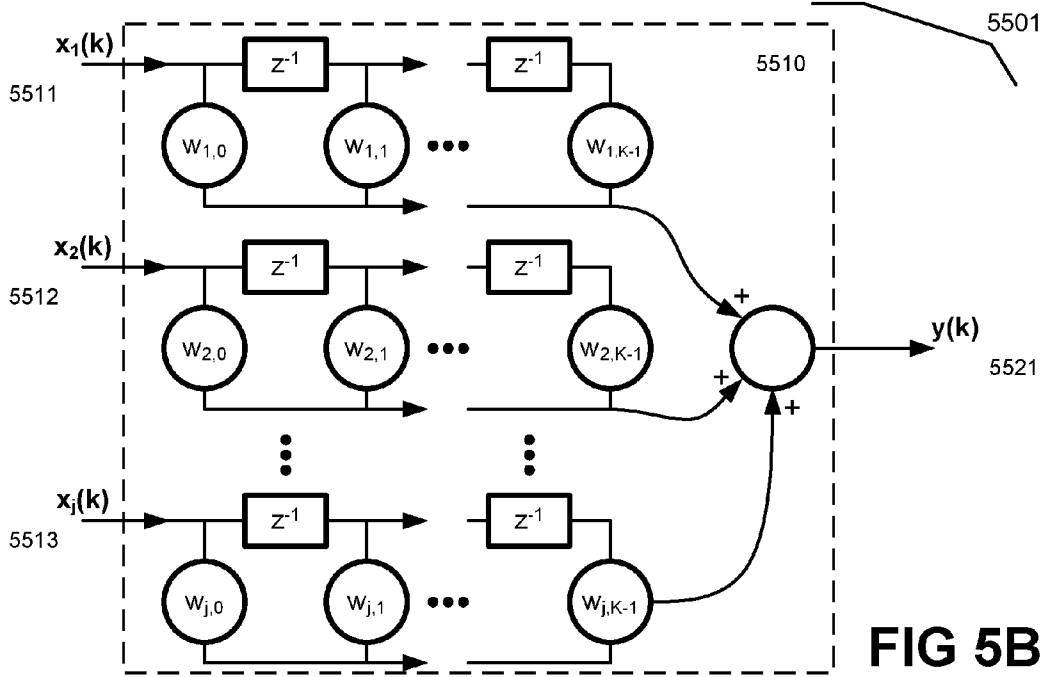 5501
x1(k)
z-1
z-1
5510
5511
w1,0
w1,1
w1,K-1
x2(k)
z-1
z-1
5512
w2,0
w2,1
w2,K-1
+
+
+
y(k)
5521
xj(k)
z-1
z-1
5513
wj,0
wj,1
wj,K-1
FIG 5B